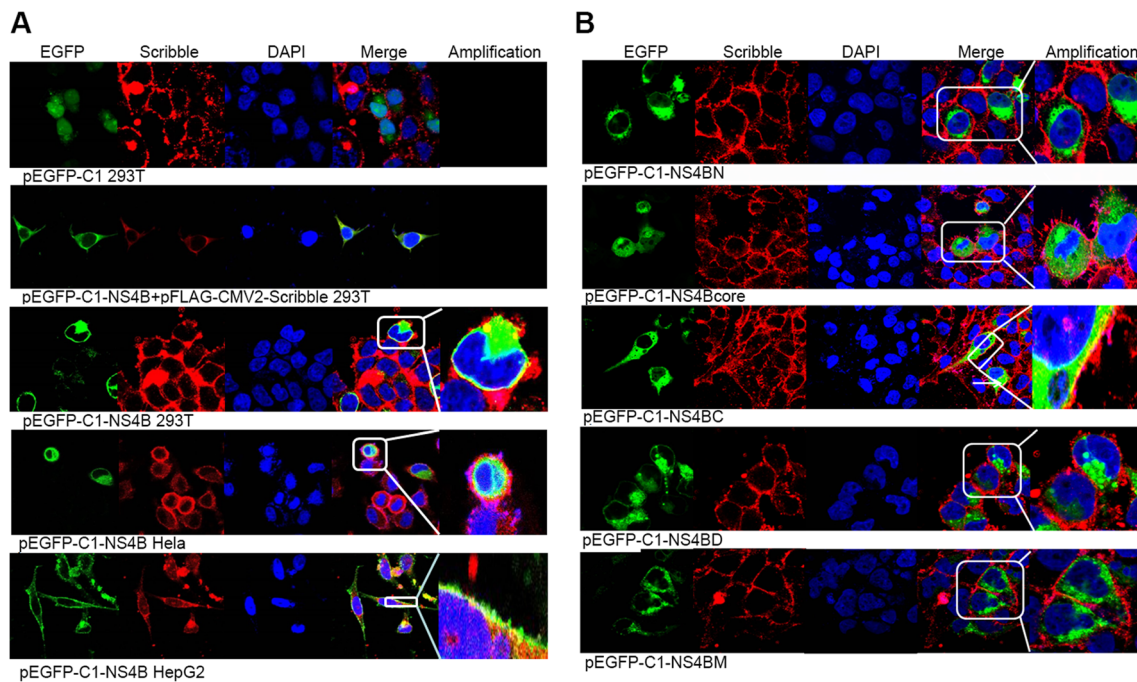 A
EGFP Scribble DAPI Merge Amplification
pEGFP-C1 293T
pEGFP-C1-NS4B+pFLAG-CMV2-Scribble 293T
pEGFP-C1-NS4B 293T
pEGFP-C1-NS4B Hela
pEGFP-C1-NS4B HepG2
B
EGFP Scribble DAPI Merge Amplification
pEGFP-C1-NS4BN
pEGFP-C1-NS4Bcore
pEGFP-C1-NS4BC
pEGFP-C1-NS4BD
pEGFP-C1-NS4BM